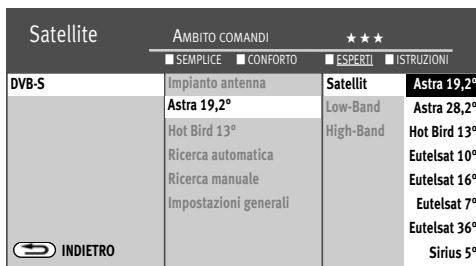 Satellite
AMBITO COMANDI ★★★
SEMPLICE CONFORTO ESPERTI ISTRUZIONI
DVB-S
Impianto antenna
Astra 19,2°
Hot Bird 13°
Ricerca automatica
Ricerca manuale
Impostazioni generali
Satellit
Low-Band
High-Band
Astra 19,2°
Astra 28,2°
Hot Bird 13°
Eutelsat 10°
Eutelsat 16°
Eutelsat 7°
Eutelsat 36°
Sirius 5°
INDIETRO